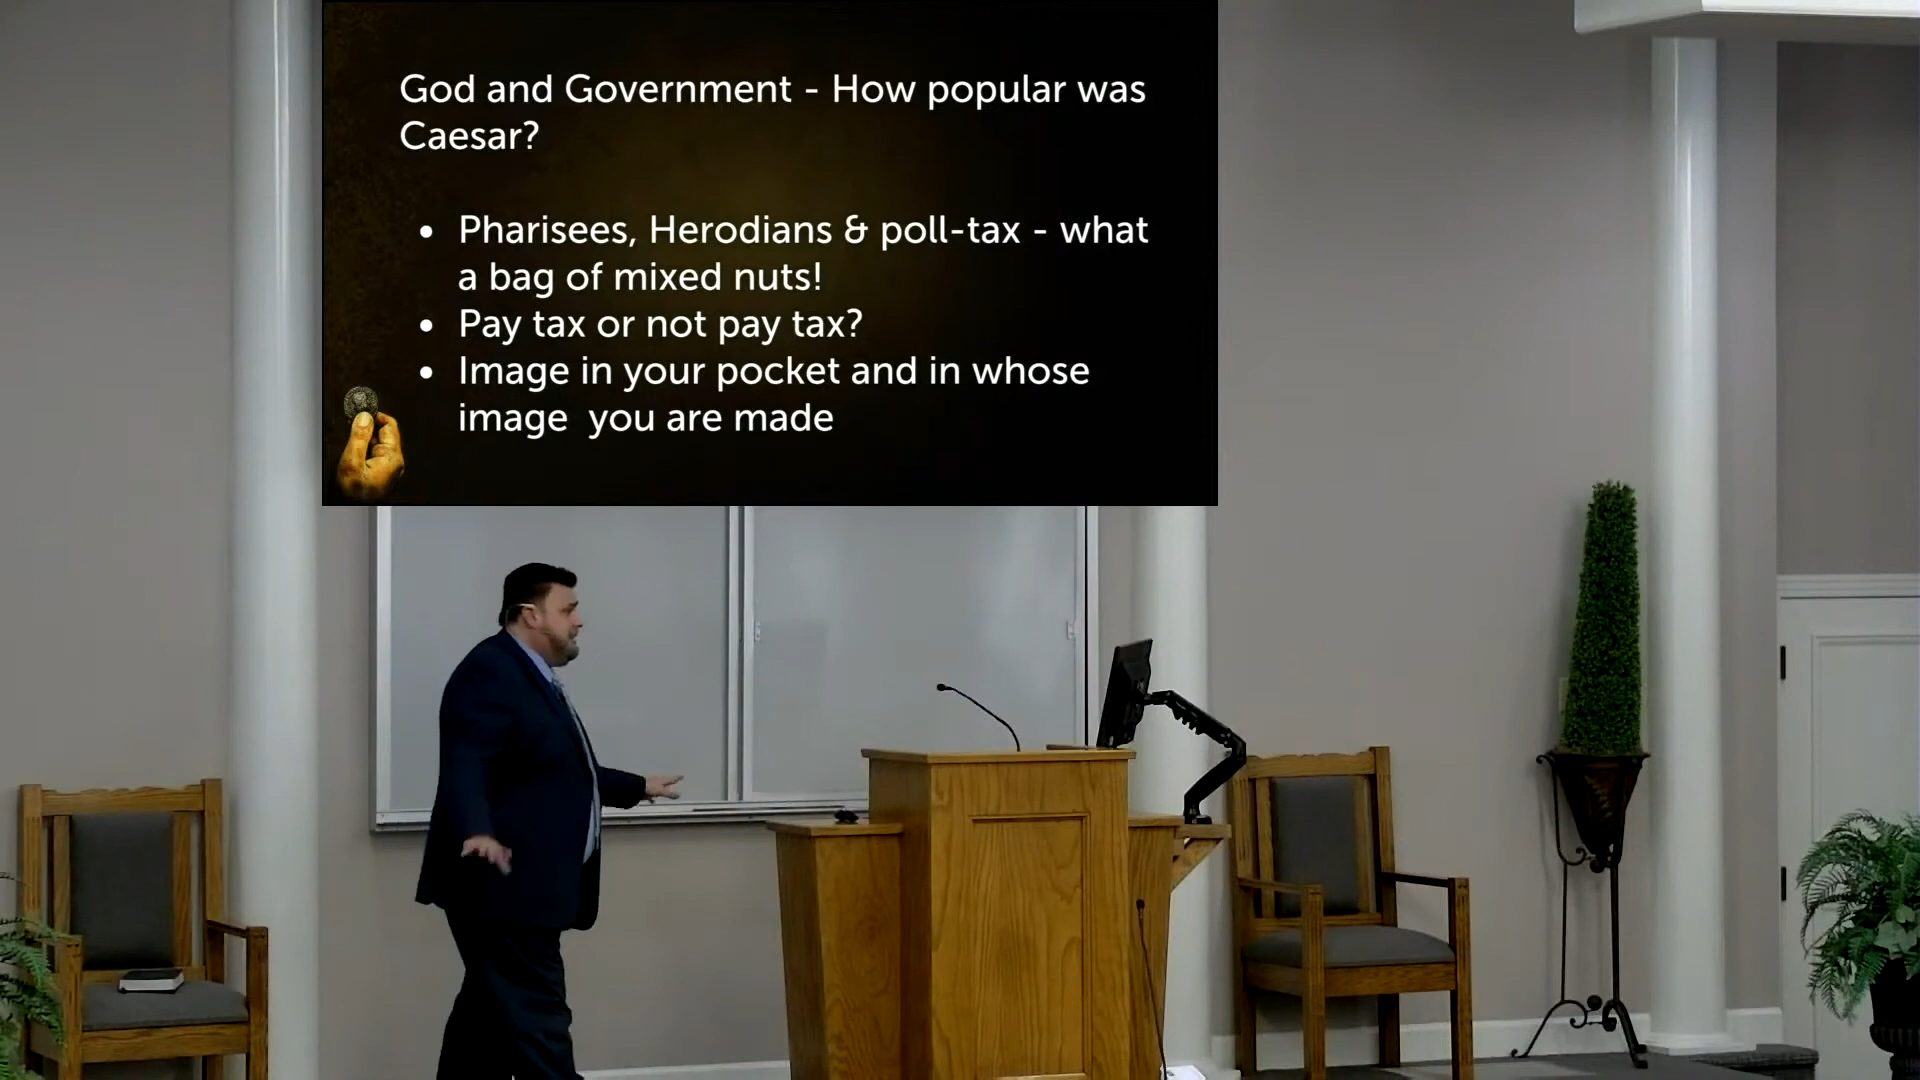 God and Government - How popular was
Caesar?
• Pharisees, Herodians & poll-tax - what
a bag of mixed nuts!
• Pay tax or not pay tax?
• Image in your pocket and in whose
image  you are made